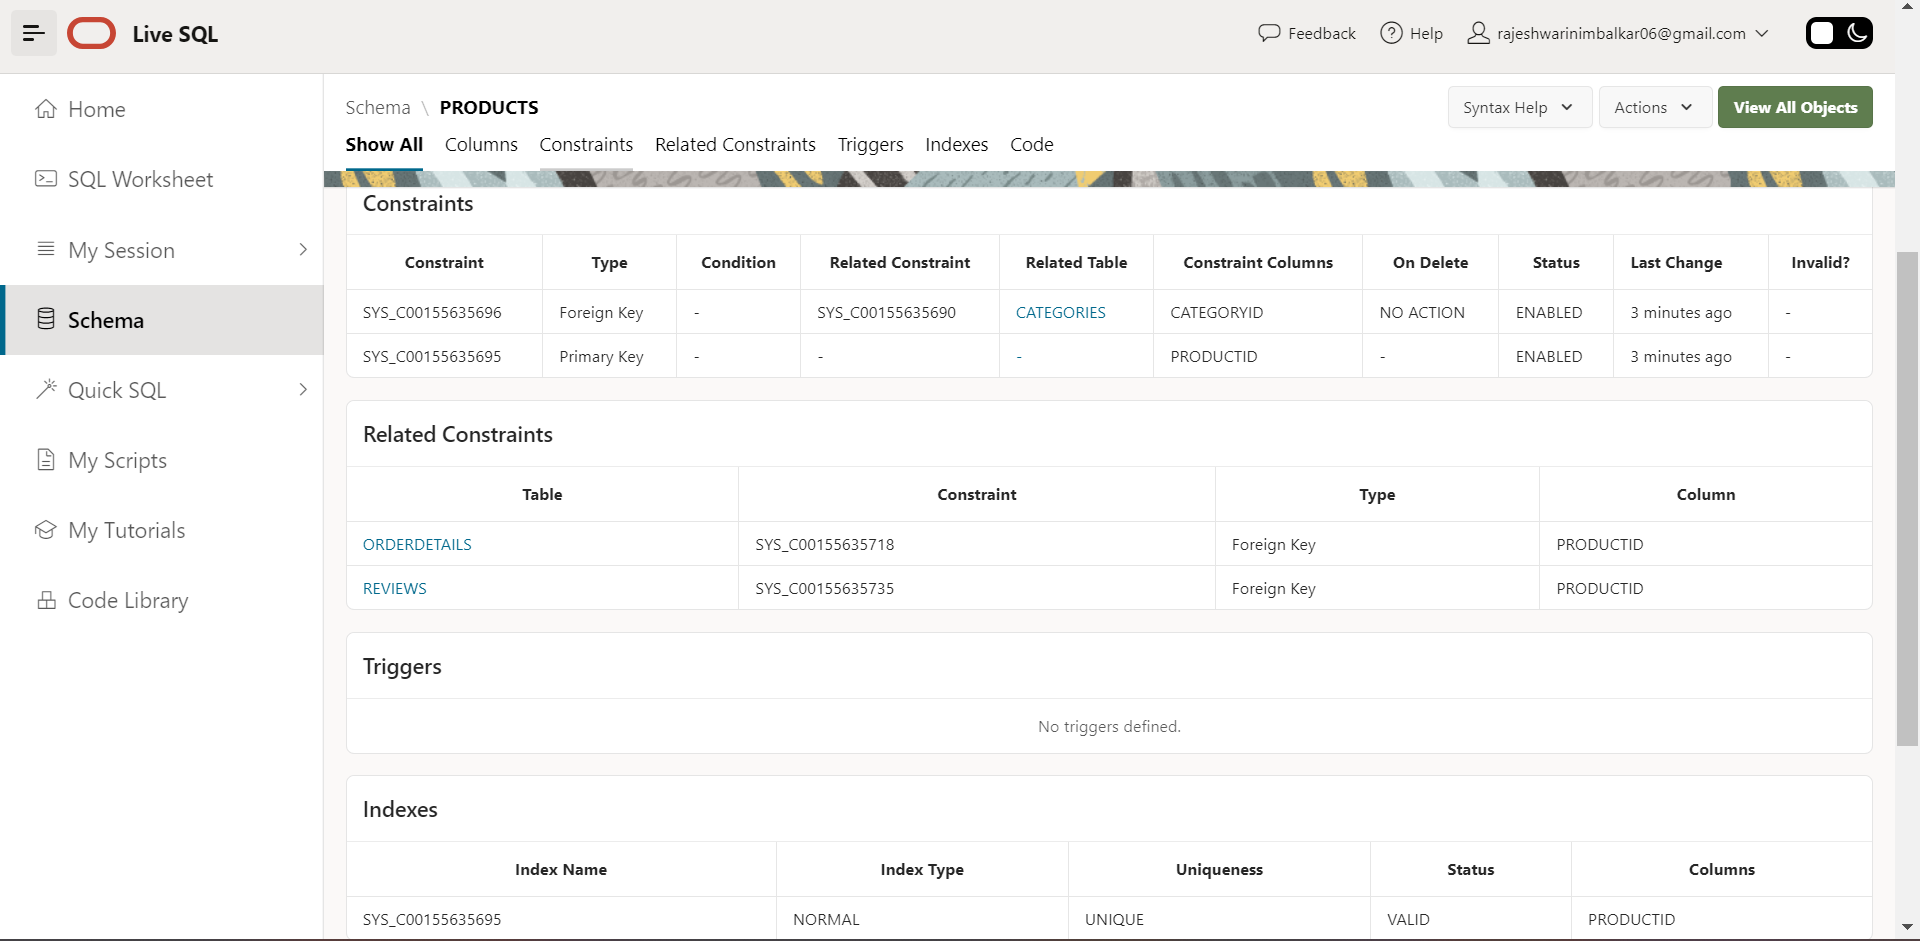 Live SQL
Feedback
Help
rajeshwarinimbalkar06@gmail.com
Home
SQL Worksheet
My Session
Schema
Quick SQL
My Scripts
My Tutorials
Code Library
Schema \ PRODUCTS
Syntax Help
Actions
View All Objects
Show All Columns Constraints Related Constraints Triggers Indexes Code
Constraints
Constraint Type Condition Related Constraint Related Table Constraint Columns On Delete Status Last Change Invalid?
SYS_C00155635696 Foreign Key - SYS_C00155635690 CATEGORIES CATEGORYID NO ACTION ENABLED 3 minutes ago -
SYS_C00155635695 Primary Key - - - PRODUCTID - ENABLED 3 minutes ago -
Related Constraints
Table Constraint Type Column
ORDERDETAILS SYS_C00155635718 Foreign Key PRODUCTID
REVIEWS SYS_C00155635735 Foreign Key PRODUCTID
Triggers
No triggers defined.
Indexes
Index Name Index Type Uniqueness Status Columns
SYS_C00155635695 NORMAL UNIQUE VALID PRODUCTID